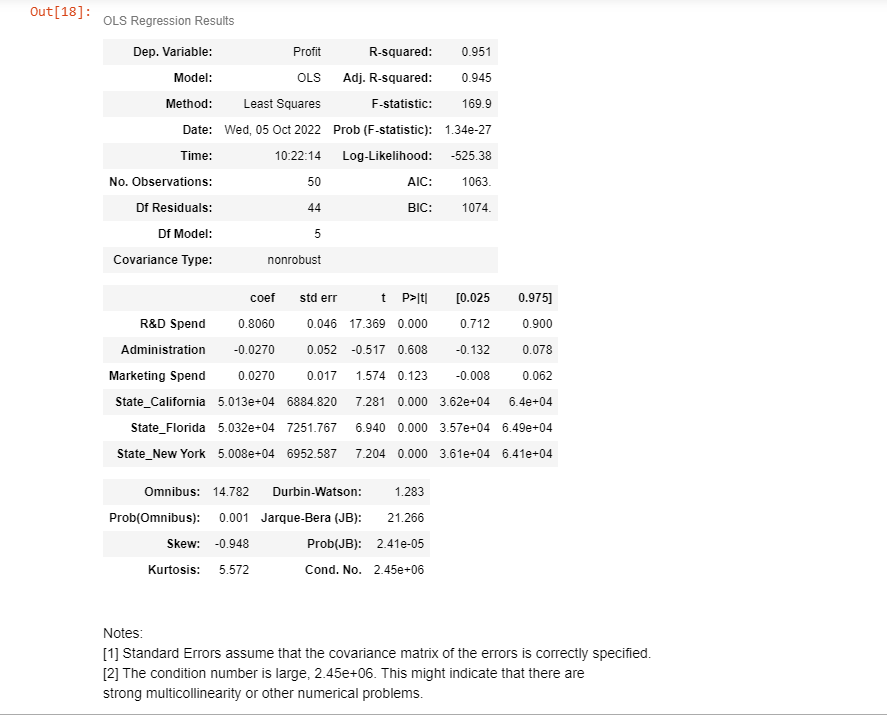 Out[18]:
OLS Regression Results
Dep. Variable: Profit R-squared: 0.951
Model: OLS Adj. R-squared: 0.945
Method: Least Squares F-statistic: 169.9
Date: Wed, 05 Oct 2022 Prob (F-statistic): 1.34e-27
Time: 10:22:14 Log-Likelihood: -525.38
No. Observations: 50 AIC: 1063.
Df Residuals: 44 BIC: 1074.
Df Model: 5
Covariance Type: nonrobust
coef std err t P>|t| [0.025 0.975]
R&D Spend 0.8060 0.046 17.369 0.000 0.712 0.900
Administration -0.0270 0.052 -0.517 0.608 -0.132 0.078
Marketing Spend 0.0270 0.017 1.574 0.123 -0.008 0.062
State_California 5.013e+04 6884.820 7.281 0.000 3.62e+04 6.4e+04
State_Florida 5.032e+04 7251.767 6.940 0.000 3.57e+04 6.49e+04
State_New York 5.008e+04 6952.587 7.204 0.000 3.61e+04 6.41e+04
Omnibus: 14.782 Durbin-Watson: 1.283
Prob(Omnibus): 0.001 Jarque-Bera (JB): 21.266
Skew: -0.948 Prob(JB): 2.41e-05
Kurtosis: 5.572 Cond. No. 2.45e+06
Notes:
[1] Standard Errors assume that the covariance matrix of the errors is correctly specified.
[2] The condition number is large, 2.45e+06. This might indicate that there are
strong multicollinearity or other numerical problems.